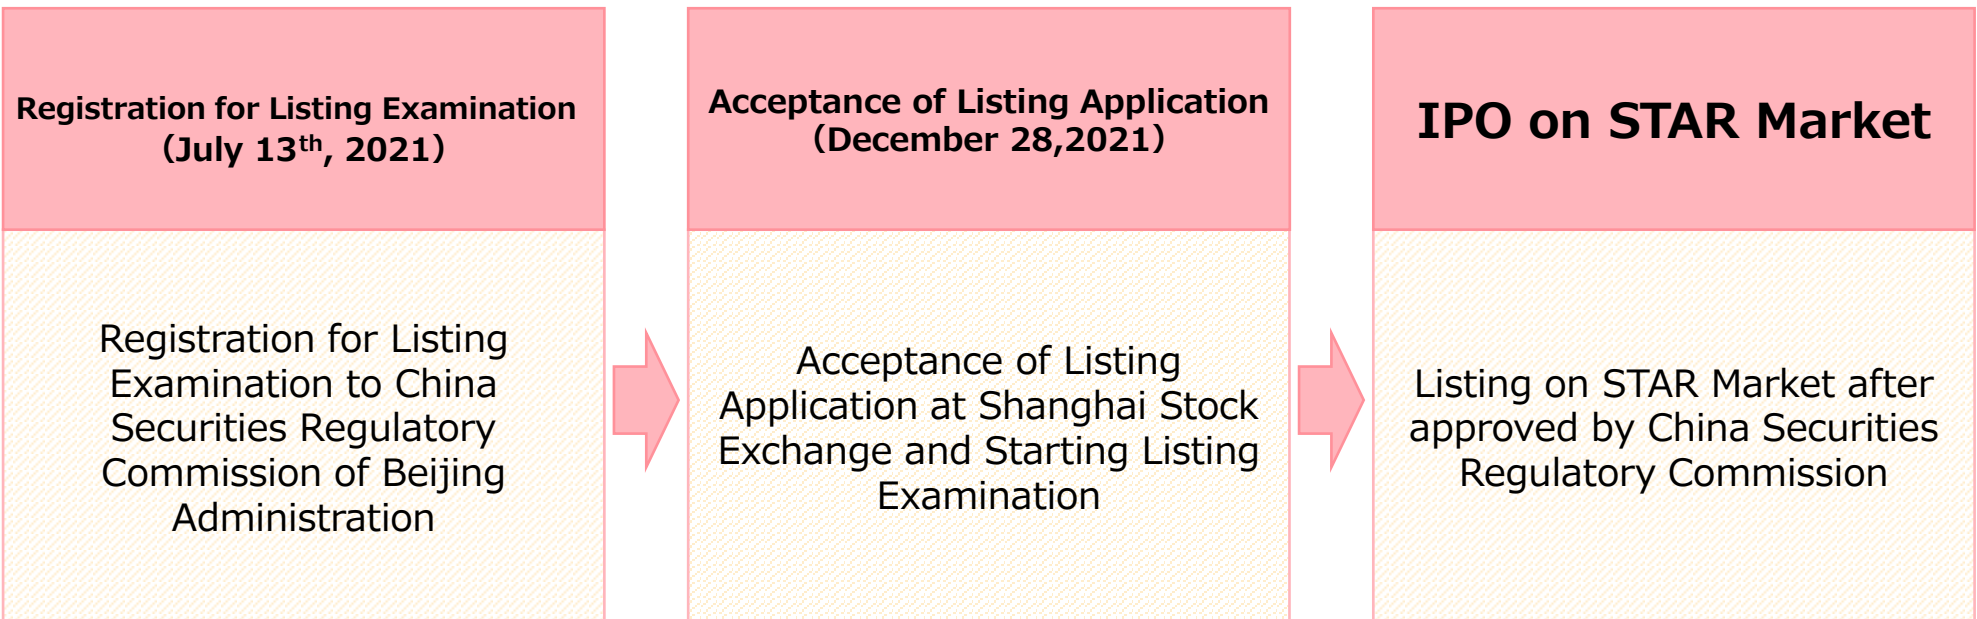 Registration for Listing Examination
(July 13th, 2021)
Registration for Listing
Examination to China
Securities Regulatory
Commission of Beijing
Administration
Acceptance of Listing Application
(December 28,2021)
Acceptance of Listing
Application at Shanghai Stock
Exchange and Starting Listing
Examination
IPO on STAR Market
Listing on STAR Market after
approved by China Securities
Regulatory Commission